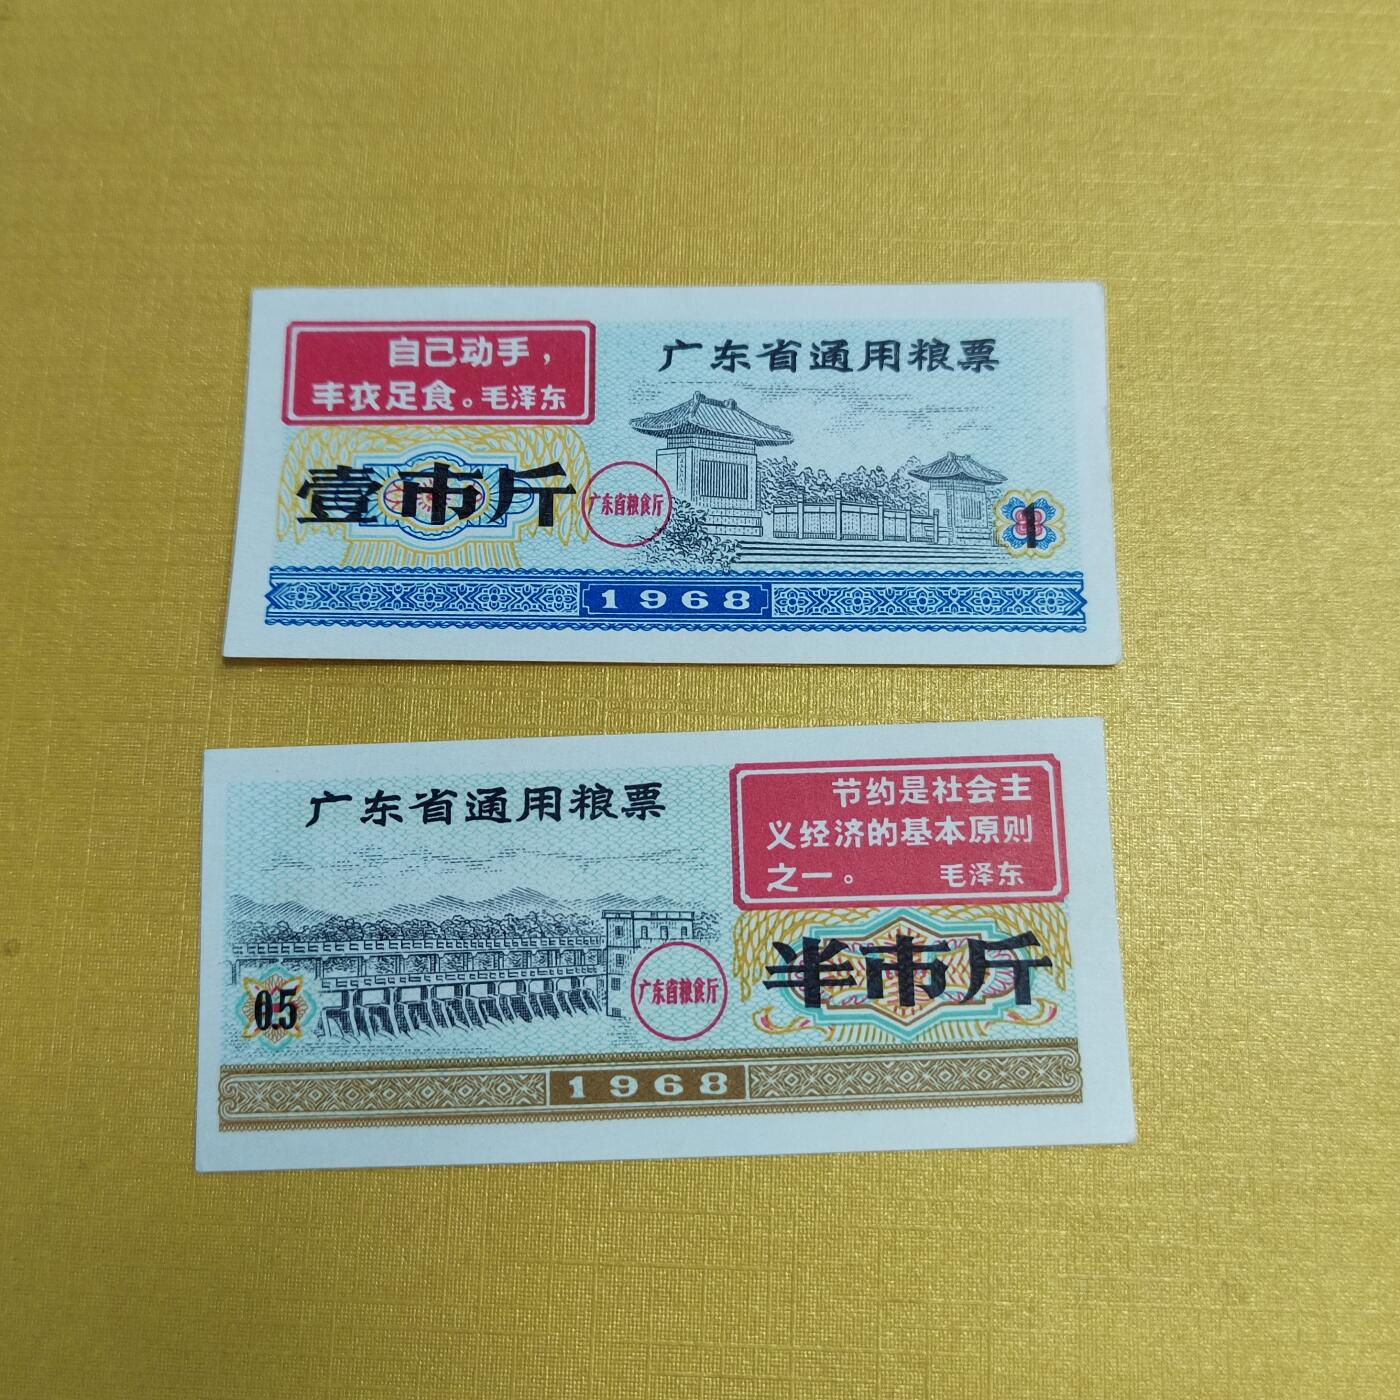 自己动手，
丰衣足食。毛泽东
广东省通用粮票
壹市斤
广东省粮食厅
1
1968
广东省通用粮票
节约是社会主
义经济的基本原则
之一。 毛泽东
0.5
广东省粮食厅
半市斤
1968